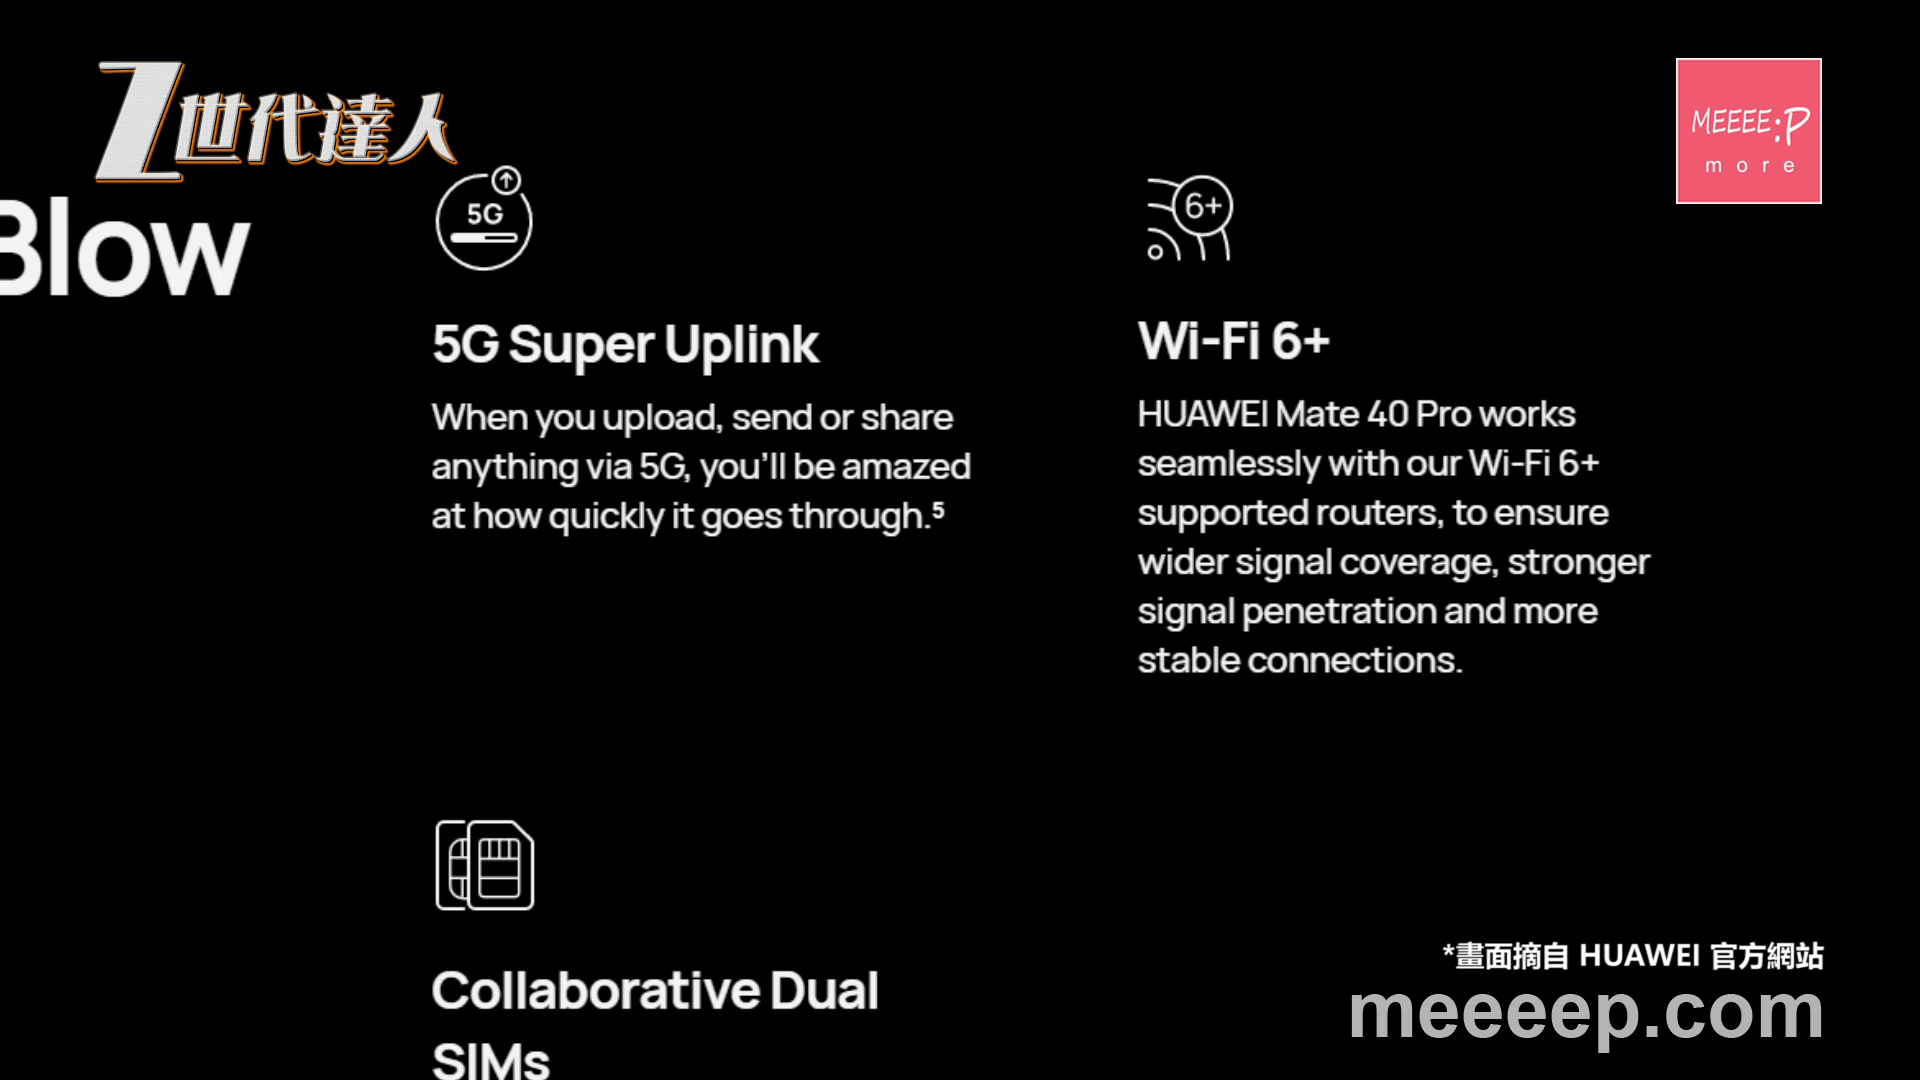 Z世代達人
MEEEE:P
more
Blow
5G
5G Super Uplink
When you upload, send or share
anything via 5G, you’ll be amazed
at how quickly it goes through.⁵
6+
Wi-Fi 6+
HUAWEI Mate 40 Pro works
seamlessly with our Wi-Fi 6+
supported routers, to ensure
wider signal coverage, stronger
signal penetration and more
stable connections.
Collaborative Dual
SIMs
*畫面摘自 HUAWEI 官方網站
meeeep.com